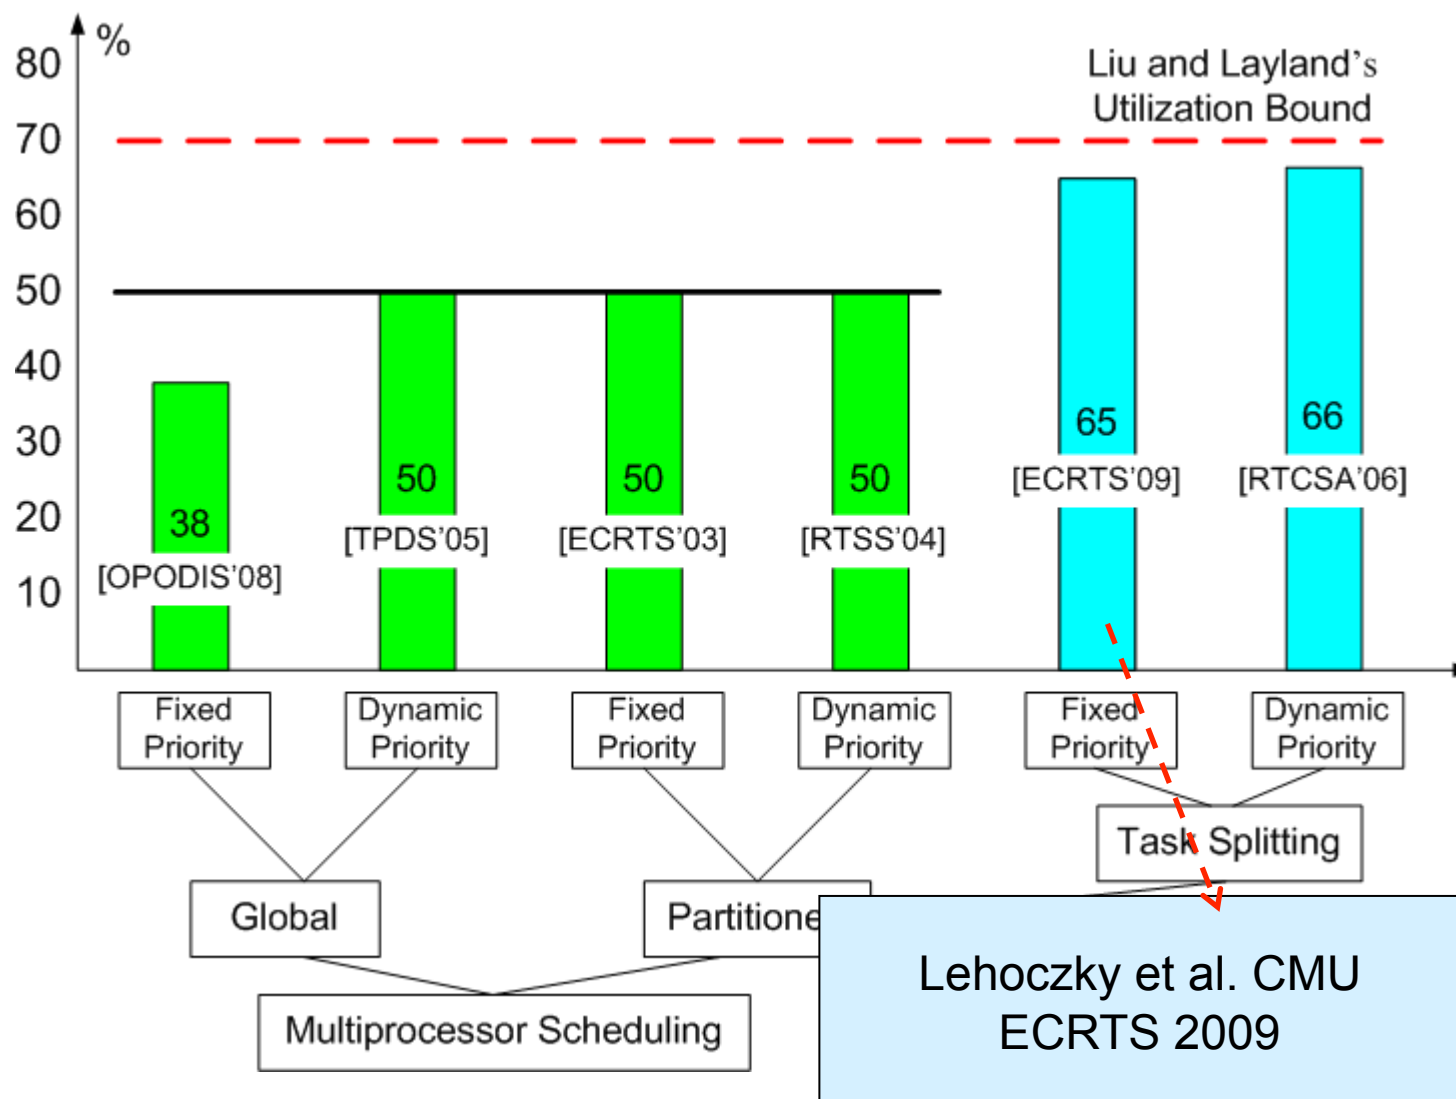 %
80
70
60
50
40
30
20
10
Liu and Layland's
Utilization Bound
38
[OPODIS'08]
50
[TPDS'05]
50
[ECRTS'03]
50
[RTSS'04]
65
[ECRTS'09]
66
[RTCSA'06]
Fixed
Priority
Dynamic
Priority
Fixed
Priority
Dynamic
Priority
Fixed
Priority
Dynamic
Priority
Task Splitting
Global
Partitione
Multiprocessor Scheduling
Lehoczky et al. CMU
ECRTS 2009